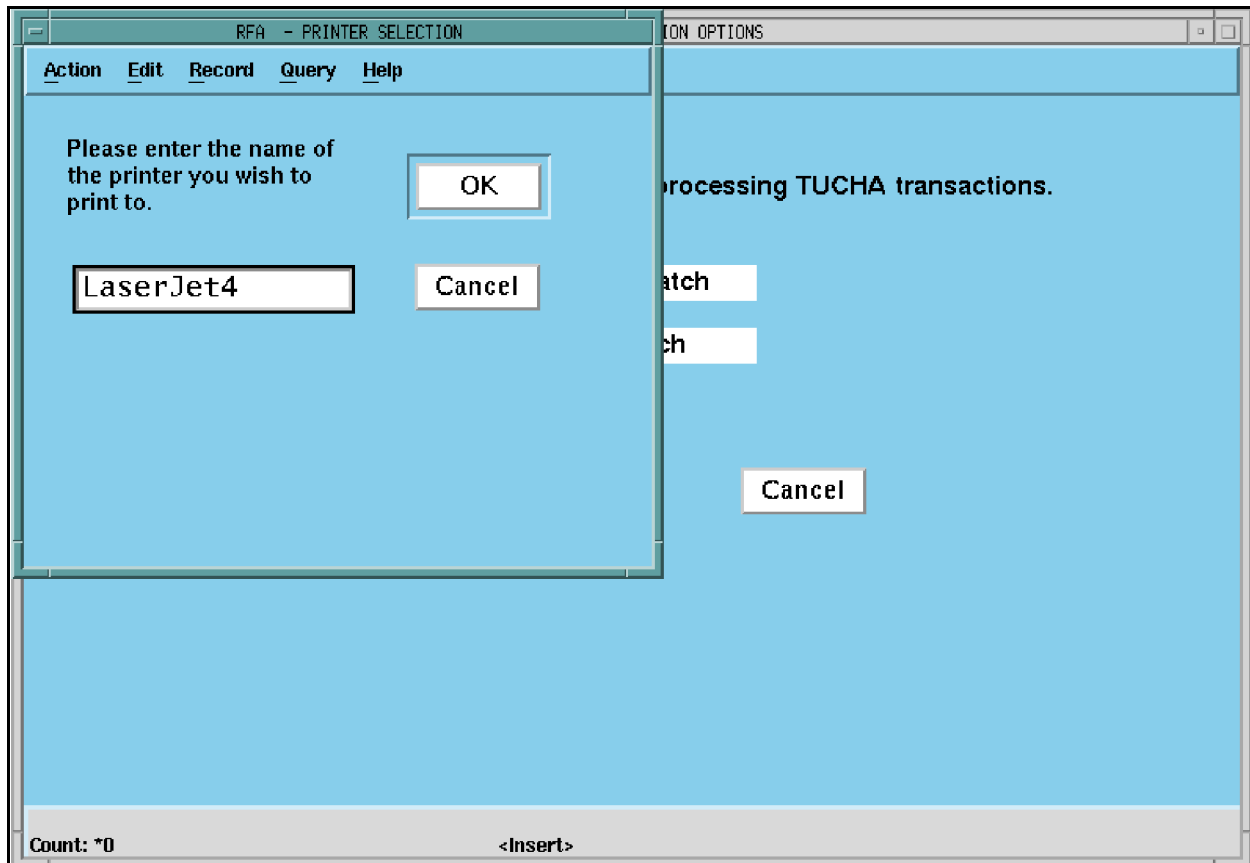 RFA - PRINTER SELECTION
ION OPTIONS
Action Edit Record Query Help
Please enter the name of
the printer you wish to
print to.
OK
processing TUCHA transactions.
LaserJet4
Cancel
atch
ch
Cancel
Count: *0 <Insert>